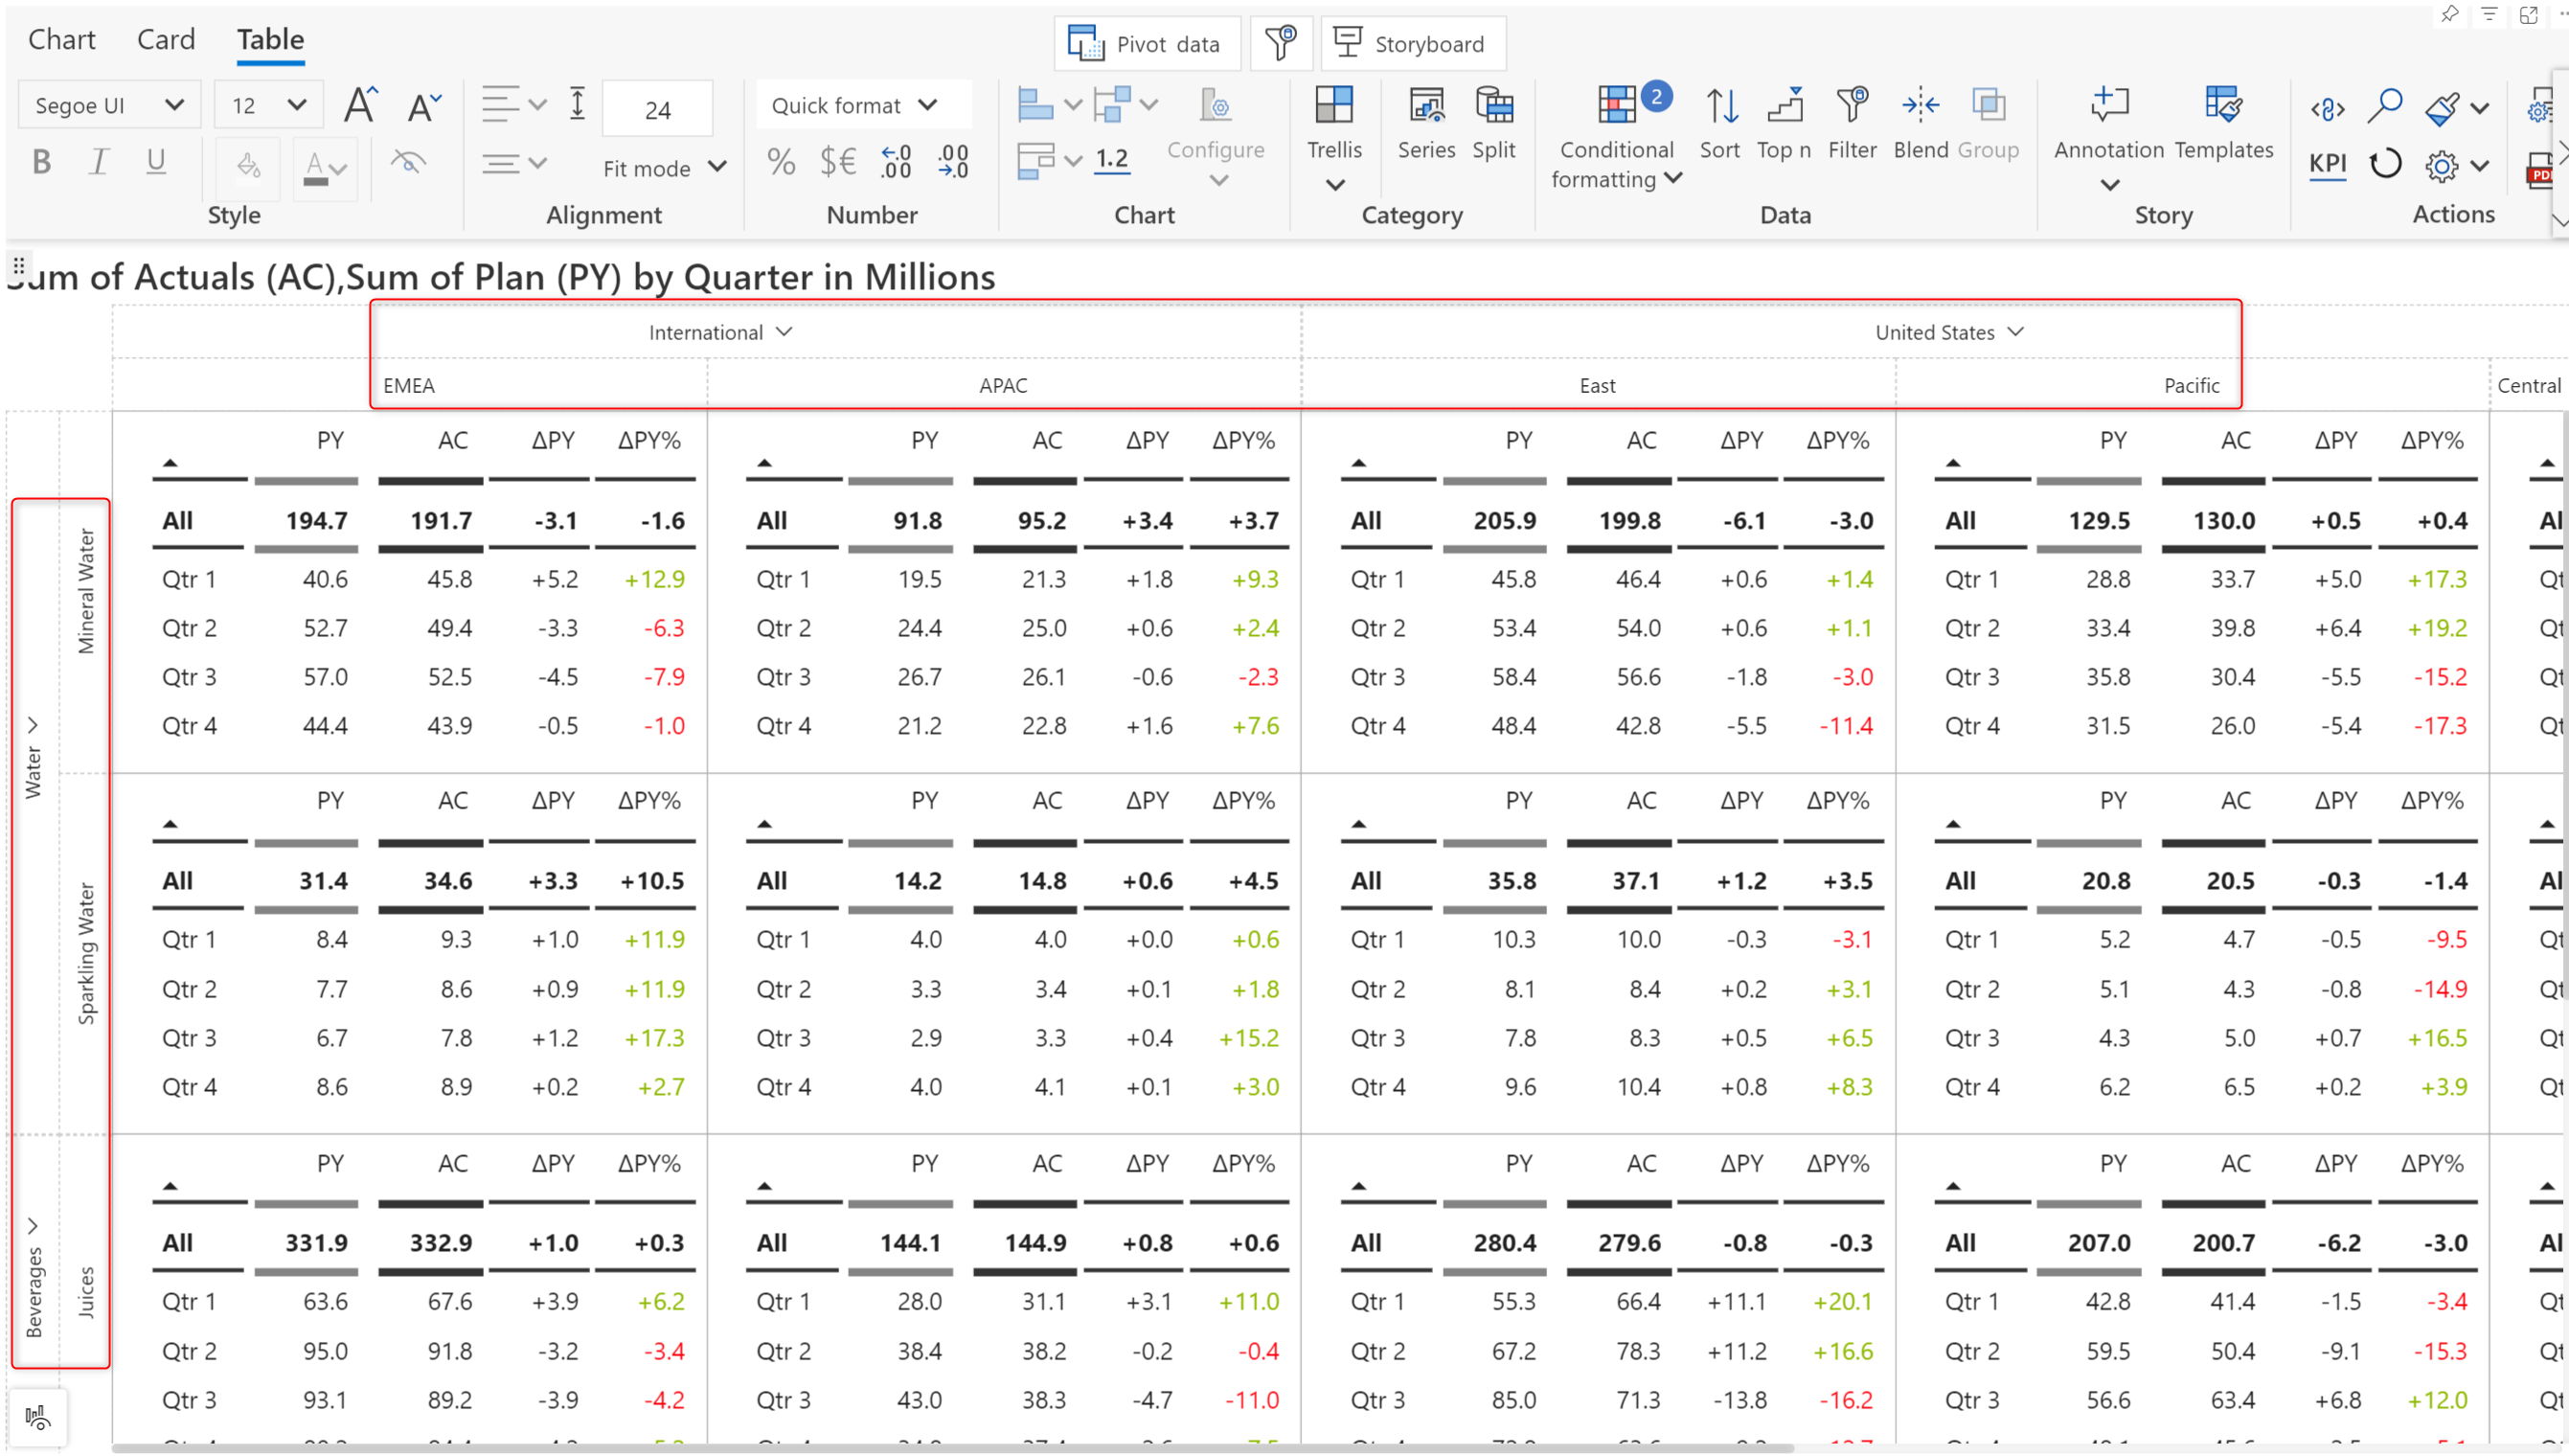 Chart Card Table Pivot data Storyboard
Segoe UI 12 24 Quick format 2
B I U Fit mode % $€ 1.2 Configure Trellis Series Split Conditional formatting Sort Top n Filter Blend Group Annotation Templates KPI PDF
Style Alignment Number Chart Category Data Story Actions
Sum of Actuals (AC),Sum of Plan (PY) by Quarter in Millions
International United States
EMEA APAC East Pacific Central
Water
Mineral Water
PY AC ΔPY ΔPY% PY AC ΔPY ΔPY% PY AC ΔPY ΔPY% PY AC ΔPY ΔPY%
All 194.7 191.7 -3.1 -1.6 All 91.8 95.2 +3.4 +3.7 All 205.9 199.8 -6.1 -3.0 All 129.5 130.0 +0.5 +0.4
Qtr 1 40.6 45.8 +5.2 +12.9 Qtr 1 19.5 21.3 +1.8 +9.3 Qtr 1 45.8 46.4 +0.6 +1.4 Qtr 1 28.8 33.7 +5.0 +17.3
Qtr 2 52.7 49.4 -3.3 -6.3 Qtr 2 24.4 25.0 +0.6 +2.4 Qtr 2 53.4 54.0 +0.6 +1.1 Qtr 2 33.4 39.8 +6.4 +19.2
Qtr 3 57.0 52.5 -4.5 -7.9 Qtr 3 26.7 26.1 -0.6 -2.3 Qtr 3 58.4 56.6 -1.8 -3.0 Qtr 3 35.8 30.4 -5.5 -15.2
Qtr 4 44.4 43.9 -0.5 -1.0 Qtr 4 21.2 22.8 +1.6 +7.6 Qtr 4 48.4 42.8 -5.5 -11.4 Qtr 4 31.5 26.0 -5.4 -17.3
Sparkling Water
PY AC ΔPY ΔPY% PY AC ΔPY ΔPY% PY AC ΔPY ΔPY% PY AC ΔPY ΔPY%
All 31.4 34.6 +3.3 +10.5 All 14.2 14.8 +0.6 +4.5 All 35.8 37.1 +1.2 +3.5 All 20.8 20.5 -0.3 -1.4
Qtr 1 8.4 9.3 +1.0 +11.9 Qtr 1 4.0 4.0 +0.0 +0.6 Qtr 1 10.3 10.0 -0.3 -3.1 Qtr 1 5.2 4.7 -0.5 -9.5
Qtr 2 7.7 8.6 +0.9 +11.9 Qtr 2 3.3 3.4 +0.1 +1.8 Qtr 2 8.1 8.4 +0.2 +3.1 Qtr 2 5.1 4.3 -0.8 -14.9
Qtr 3 6.7 7.8 +1.2 +17.3 Qtr 3 2.9 3.3 +0.4 +15.2 Qtr 3 7.8 8.3 +0.5 +6.5 Qtr 3 4.3 5.0 +0.7 +16.5
Qtr 4 8.6 8.9 +0.2 +2.7 Qtr 4 4.0 4.1 +0.1 +3.0 Qtr 4 9.6 10.4 +0.8 +8.3 Qtr 4 6.2 6.5 +0.2 +3.9
Beverages
Juices
PY AC ΔPY ΔPY% PY AC ΔPY ΔPY% PY AC ΔPY ΔPY% PY AC ΔPY ΔPY%
All 331.9 332.9 +1.0 +0.3 All 144.1 144.9 +0.8 +0.6 All 280.4 279.6 -0.8 -0.3 All 207.0 200.7 -6.2 -3.0
Qtr 1 63.6 67.6 +3.9 +6.2 Qtr 1 28.0 31.1 +3.1 +11.0 Qtr 1 55.3 66.4 +11.1 +20.1 Qtr 1 42.8 41.4 -1.5 -3.4
Qtr 2 95.0 91.8 -3.2 -3.4 Qtr 2 38.4 38.2 -0.2 -0.4 Qtr 2 67.2 78.3 +11.2 +16.6 Qtr 2 59.5 50.4 -9.1 -15.3
Qtr 3 93.1 89.2 -3.9 -4.2 Qtr 3 43.0 38.3 -4.7 -11.0 Qtr 3 85.0 71.3 -13.8 -16.2 Qtr 3 56.6 63.4 +6.8 +12.0